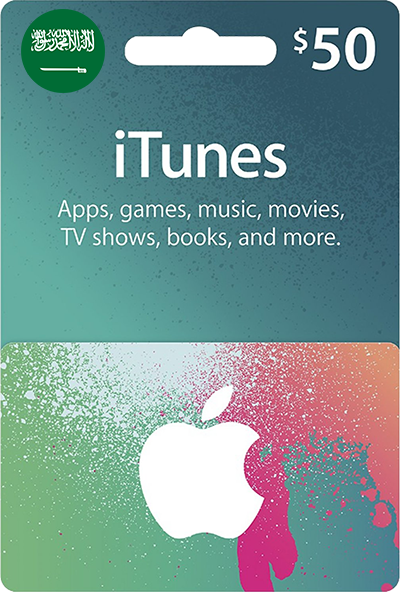 $50
iTunes
Apps, games, music, movies,
TV shows, books, and more.